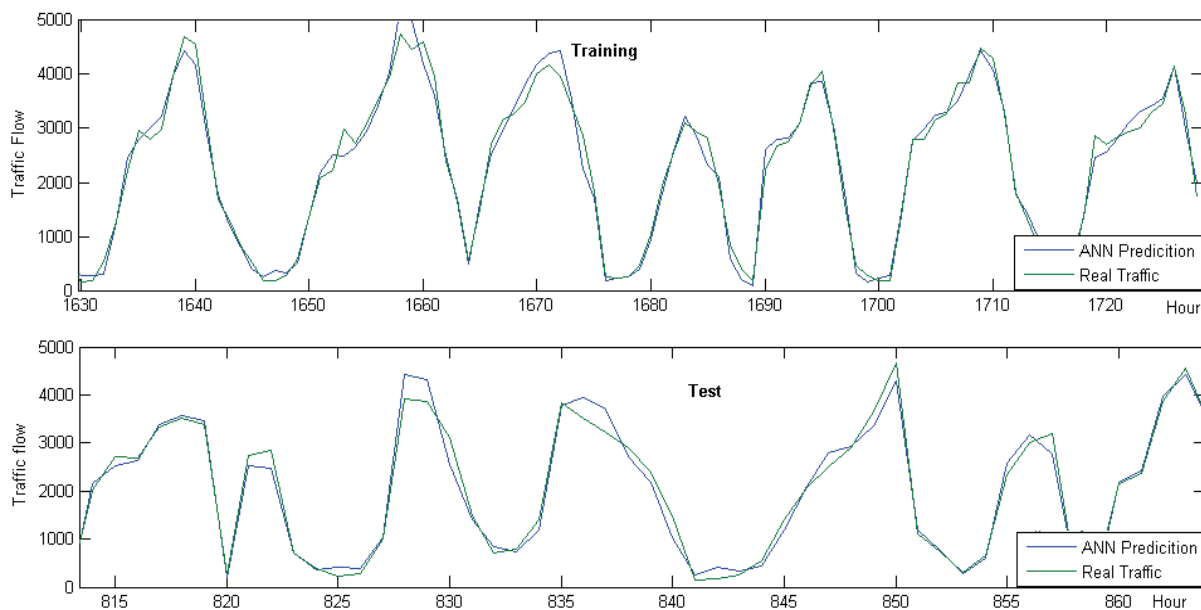 5000
Training
4000
3000
2000
1000
0
Traffic Flow
ANN Predicition
Real Traffic
1630 1640 1650 1660 1670 1680 1690 1700 1710 1720 Hour
5000
Test
4000
3000
2000
1000
0
Traffic flow
ANN Predicition
Real Traffic
815 820 825 830 835 840 845 850 855 860 Hour